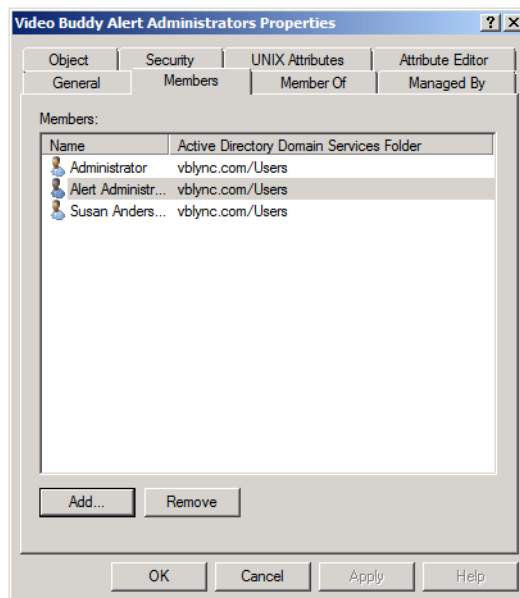 Video Buddy Alert Administrators Properties
Object Security UNIX Attributes Attribute Editor
General Members Member Of Managed By
Members:
Name Active Directory Domain Services Folder
Administrator vblync.com/Users
Alert Administr... vblync.com/Users
Susan Anders... vblync.com/Users
Add... Remove
OK Cancel Apply Help